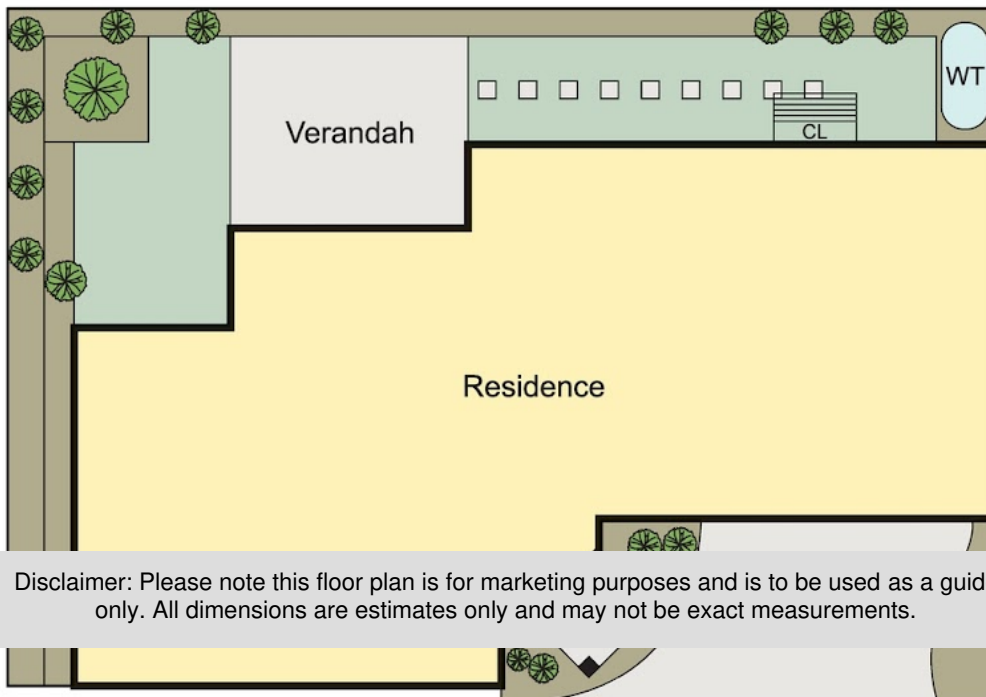 WT
Verandah
CL
Residence
Disclaimer: Please note this floor plan is for marketing purposes and is to be used as a guid
only. All dimensions are estimates only and may not be exact measurements.